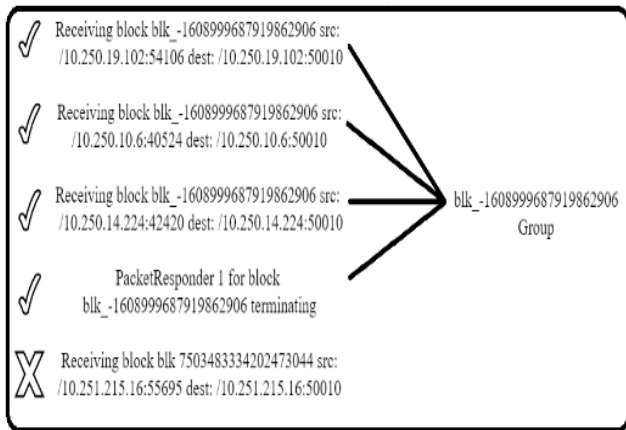 Receiving block blk_-1608999687919862906 src:
/10.250.19.102:54106 dest: /10.250.19.102:50010
Receiving block blk_-1608999687919862906 src:
/10.250.10.6:40524 dest: /10.250.10.6:50010
Receiving block blk_-1608999687919862906 src:
/10.250.14.224:42420 dest: /10.250.14.224:50010
PacketResponder 1 for block
blk_-1608999687919862906 terminating
Receiving block blk 7503483334202473044 src:
/10.251.215.16:55695 dest: /10.251.215.16:50010
blk_-1608999687919862906
Group